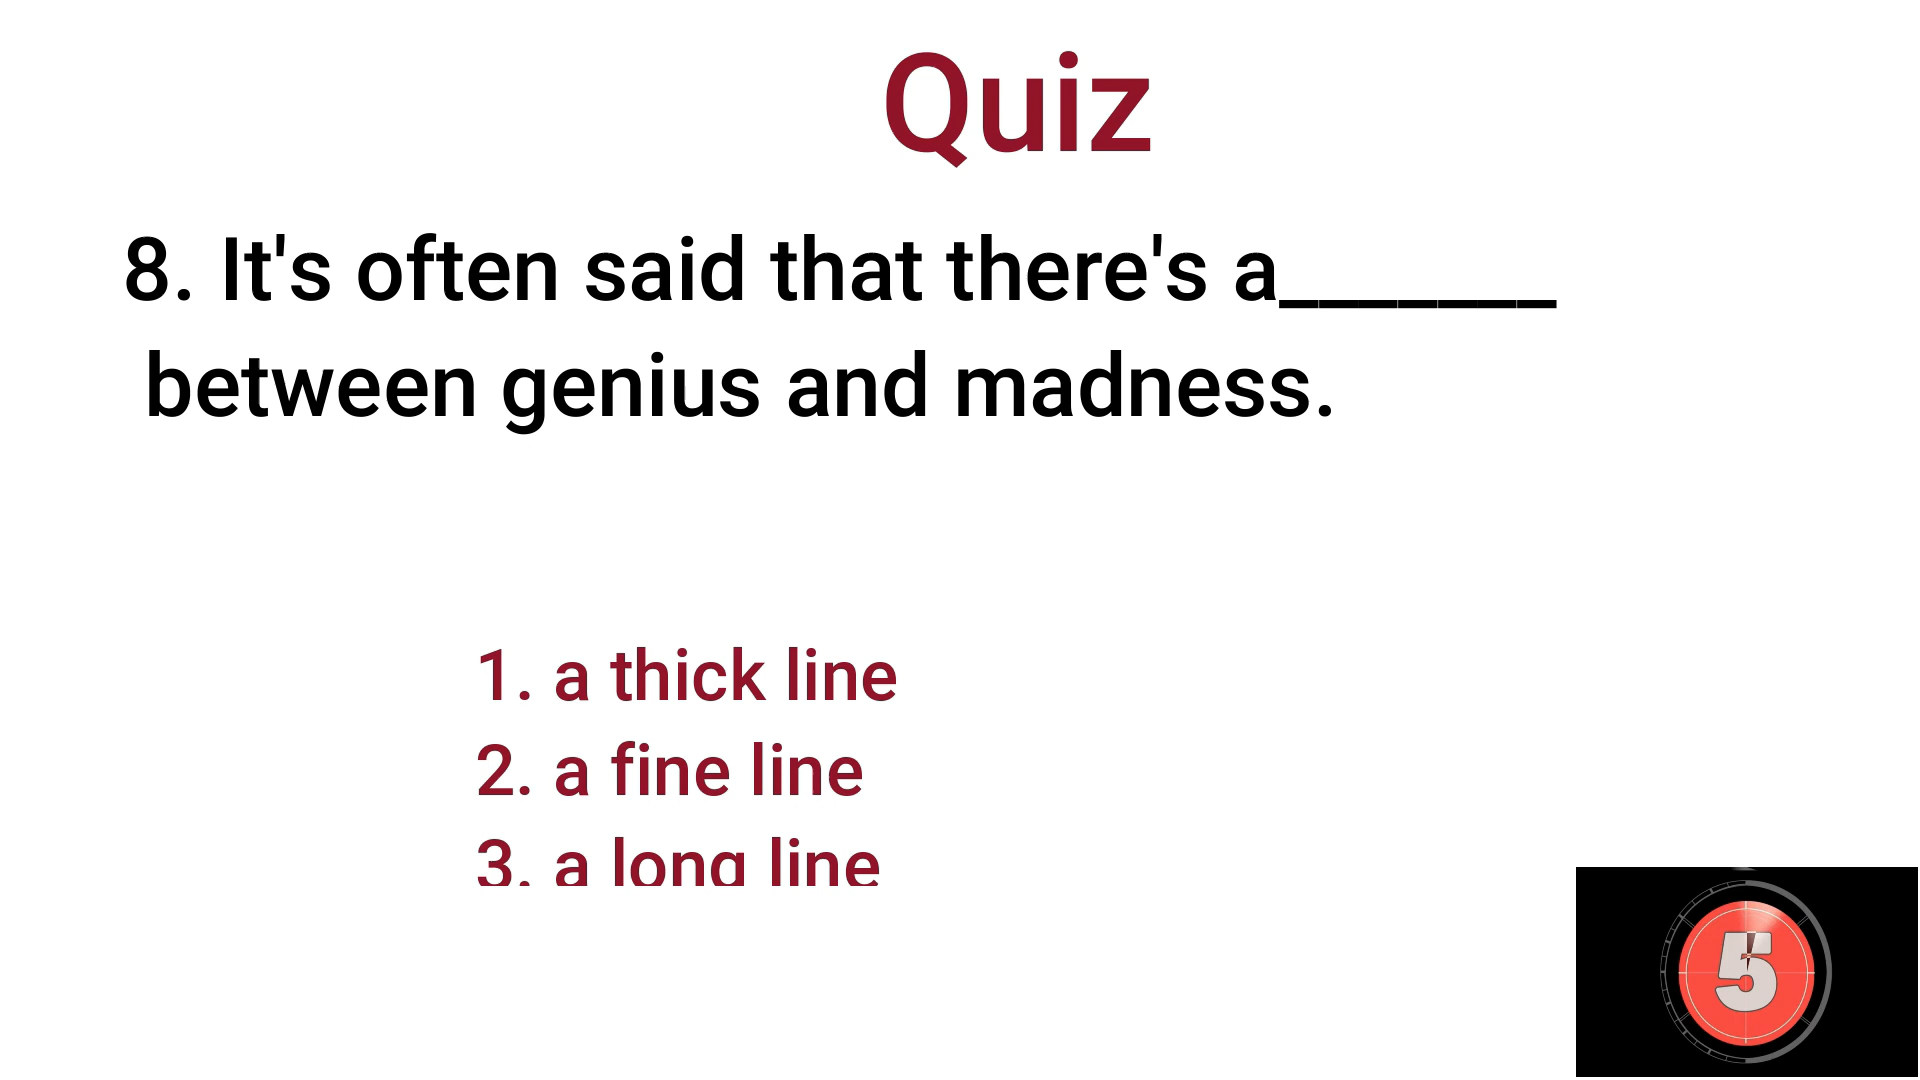 Quiz
8. It's often said that there's a_______
between genius and madness.
1. a thick line
2. a fine line
3. a long line
5